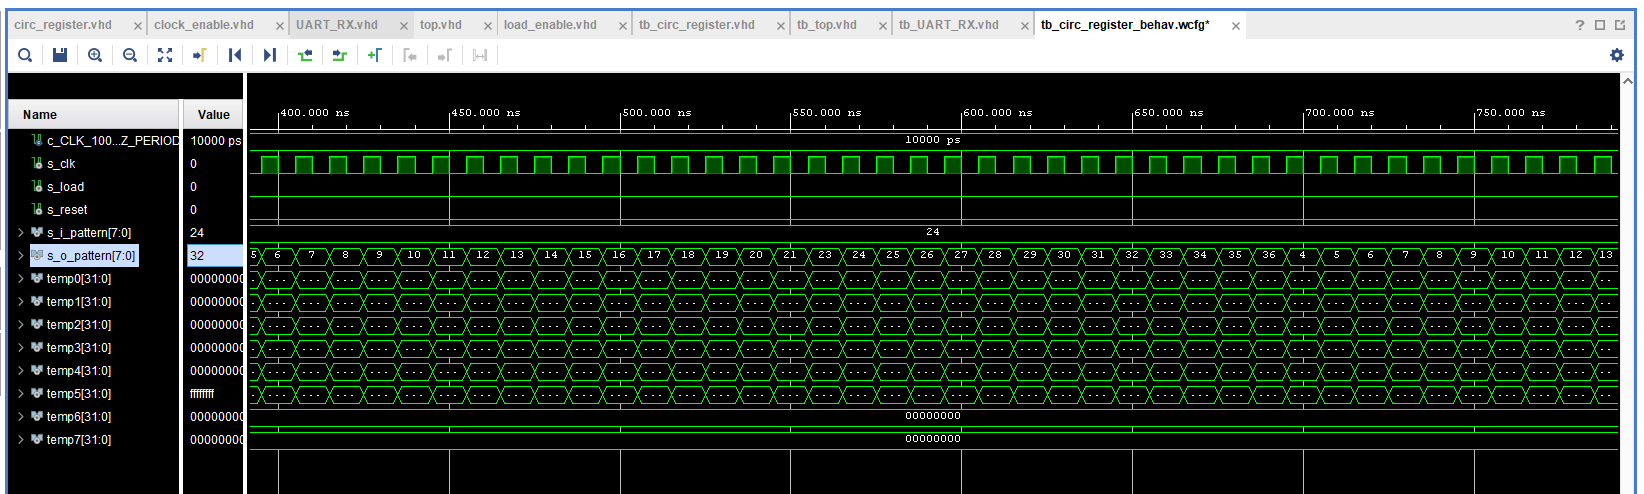 circ_register.vhd × clock_enable.vhd × UART_RX.vhd × top.vhd × load_enable.vhd × tb_circ_register.vhd × tb_top.vhd × tb_UART_RX.vhd × tb_circ_register_behav.wcfg* × ?
400.000 ns 450.000 ns 500.000 ns 550.000 ns 600.000 ns 650.000 ns 700.000 ns 750.000 ns
Name Value
c_CLK_100...Z_PERIOD 10000 ps 10000 ps
s_clk 0
s_load 0
s_reset 0
s_i_pattern[7:0] 24 24
s_o_pattern[7:0] 32 5 6 7 8 9 10 11 12 13 14 15 16 17 18 19 20 21 23 24 25 26 27 28 29 30 31 32 33 34 35 36 4 5 6 7 8 9 11 12 13
temp0[31:0] 00000000
temp1[31:0] 00000000
temp2[31:0] 00000000
temp3[31:0] 00000000
temp4[31:0] 00000000
temp5[31:0] ffffffff
temp6[31:0] 00000000 00000000
temp7[31:0] 00000000 00000000